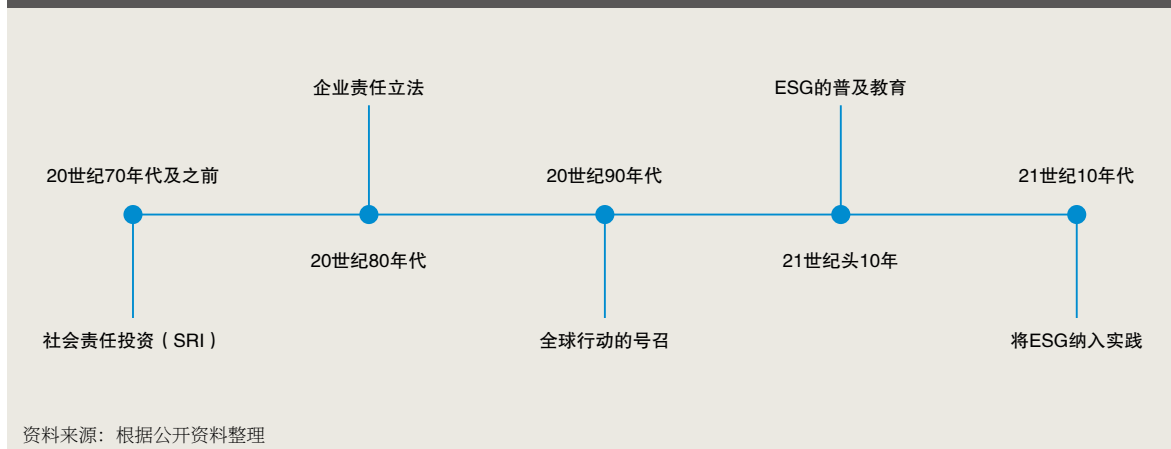 企业责任立法
ESG的普及教育
20世纪70年代及之前
20世纪90年代
21世纪10年代
20世纪80年代
21世纪头10年
社会责任投资（SRI）
全球行动的号召
将ESG纳入实践
资料来源：根据公开资料整理